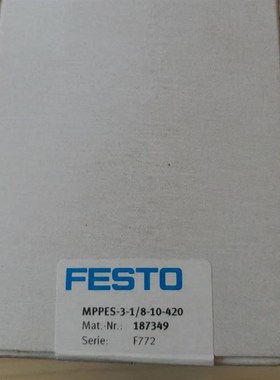 FESTO
MPPES-3-1/8-10-420
Mat.-Nr.: 187349
Serie: F772